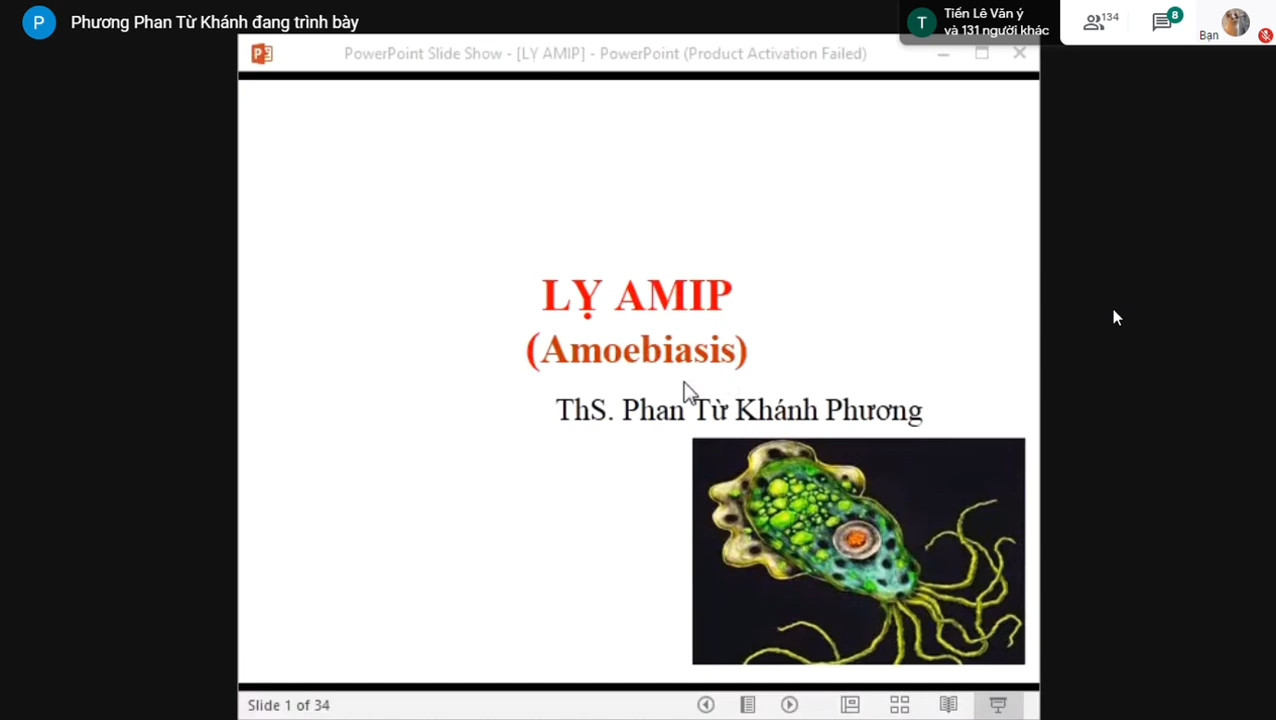 P
Phương Phan Từ Khánh đang trình bày
T
Tiến Lê Văn ý
và 131 người khác
134
8
Bạn
PowerPoint Slide Show - [LỴ AMIP] - PowerPoint (Product Activation Failed)
LỴ AMIP
(Amoebiasis)
ThS. Phan Từ Khánh Phương
Slide 1 of 34